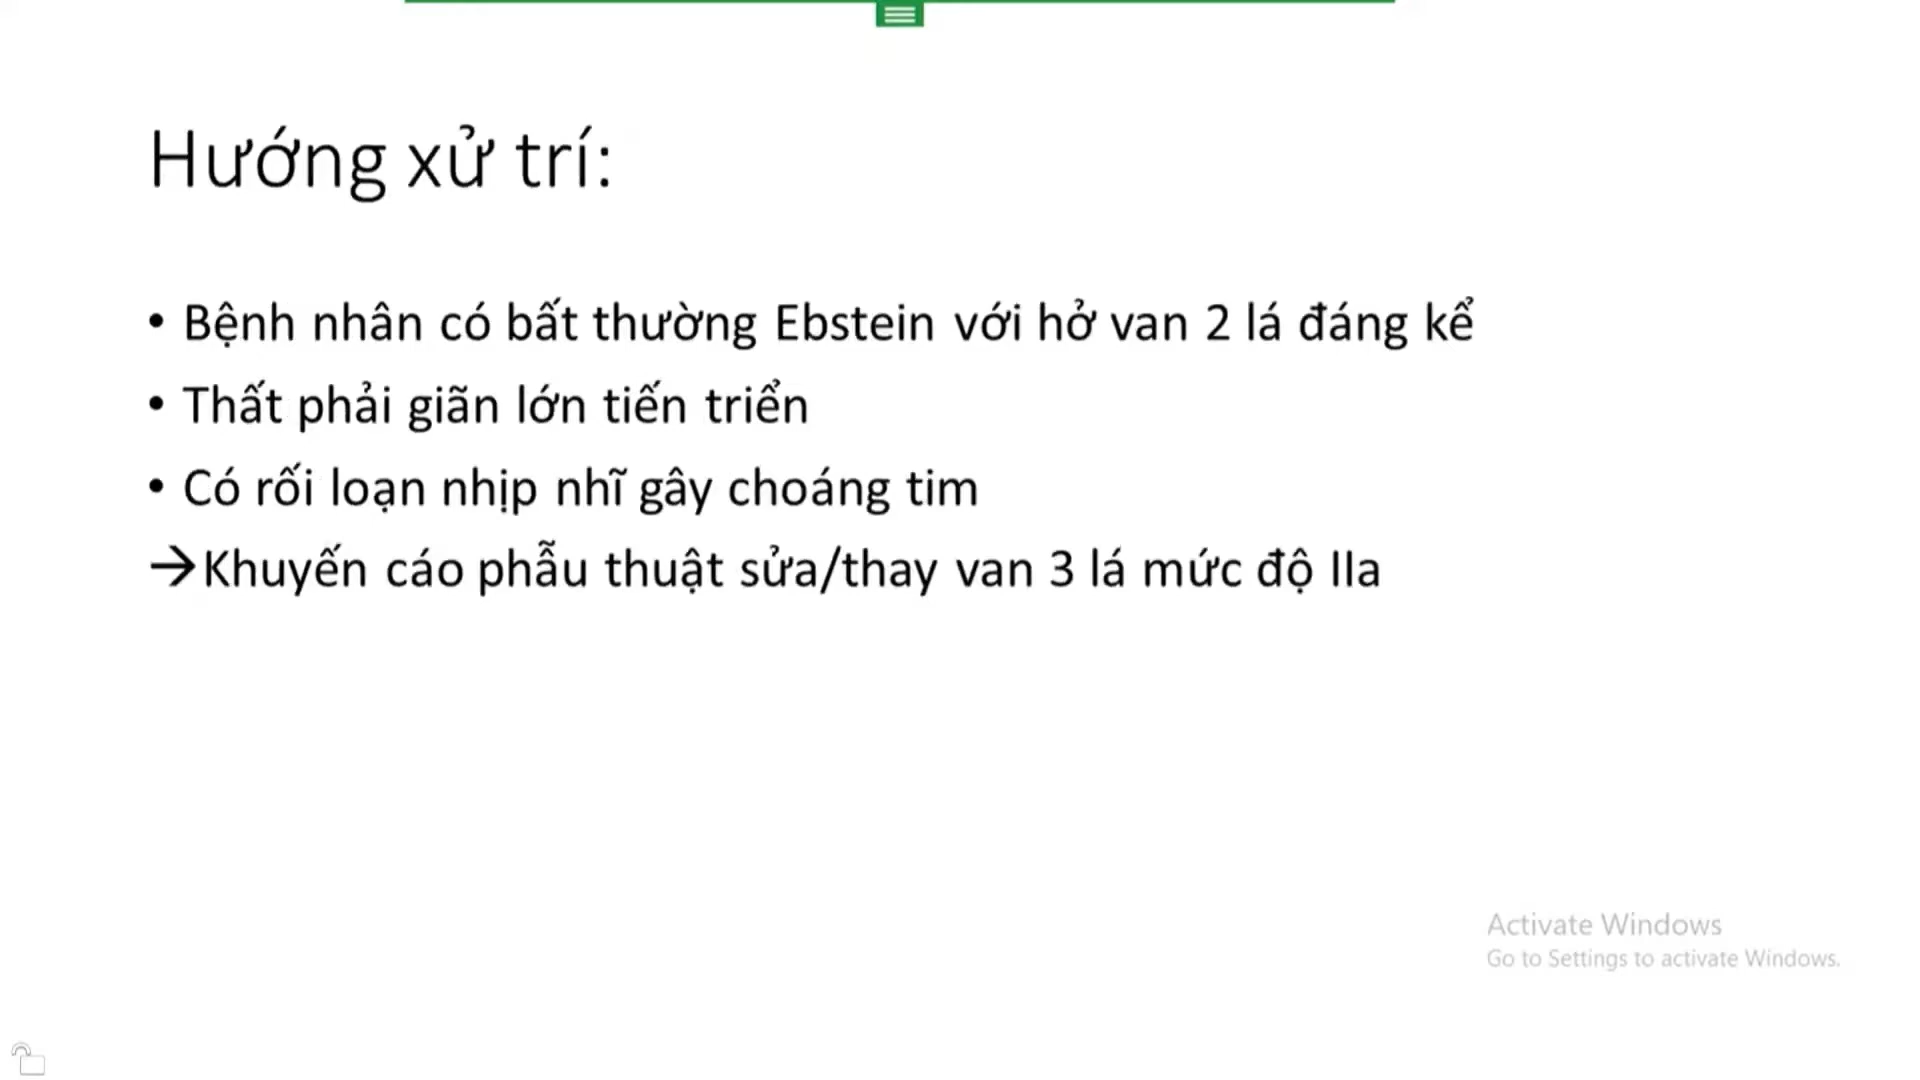 Hướng xử trí:
• Bệnh nhân có bất thường Ebstein với hở van 2 lá đáng kể
• Thất phải giãn lớn tiến triển
• Có rối loạn nhịp nhĩ gây choáng tim
→Khuyến cáo phẫu thuật sửa/thay van 3 lá mức độ IIa
Activate Windows
Go to Settings to activate Windows.